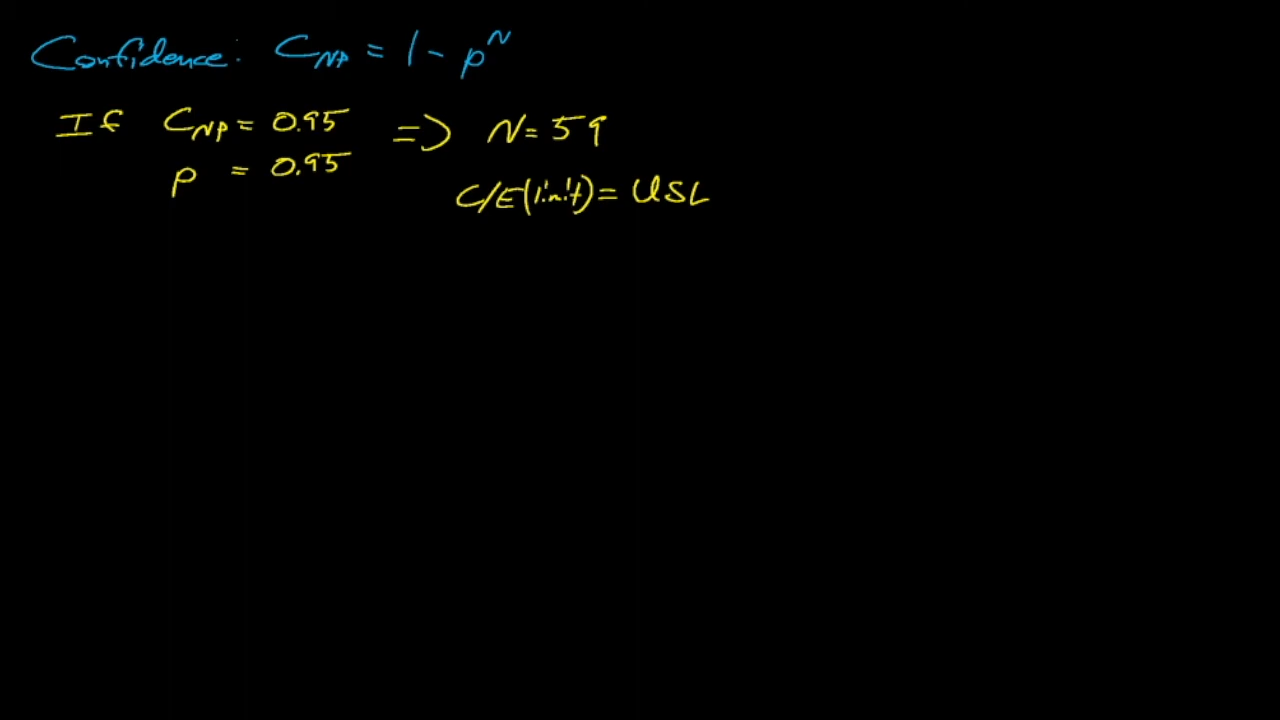 Confidence: C_NP = 1 - p^N
If C_NP = 0.95 => N = 59
p = 0.95
C/E(limit) = USL